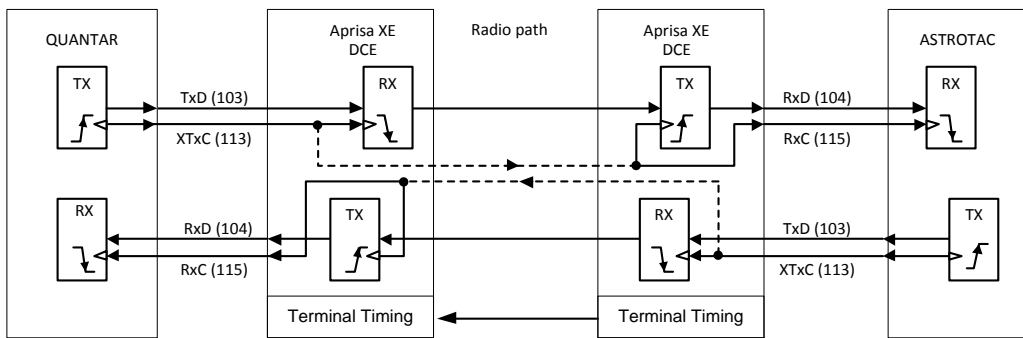 QUANTAR
Aprisa XE
DCE
Radio path
Aprisa XE
DCE
ASTROTAC
TX
TxD (103)
XTxC (113)
RX
TX
RxD (104)
RxC (115)
RX
RX
RxD (104)
RxC (115)
TX
RX
TxD (103)
XTxC (113)
TX
Terminal Timing
Terminal Timing